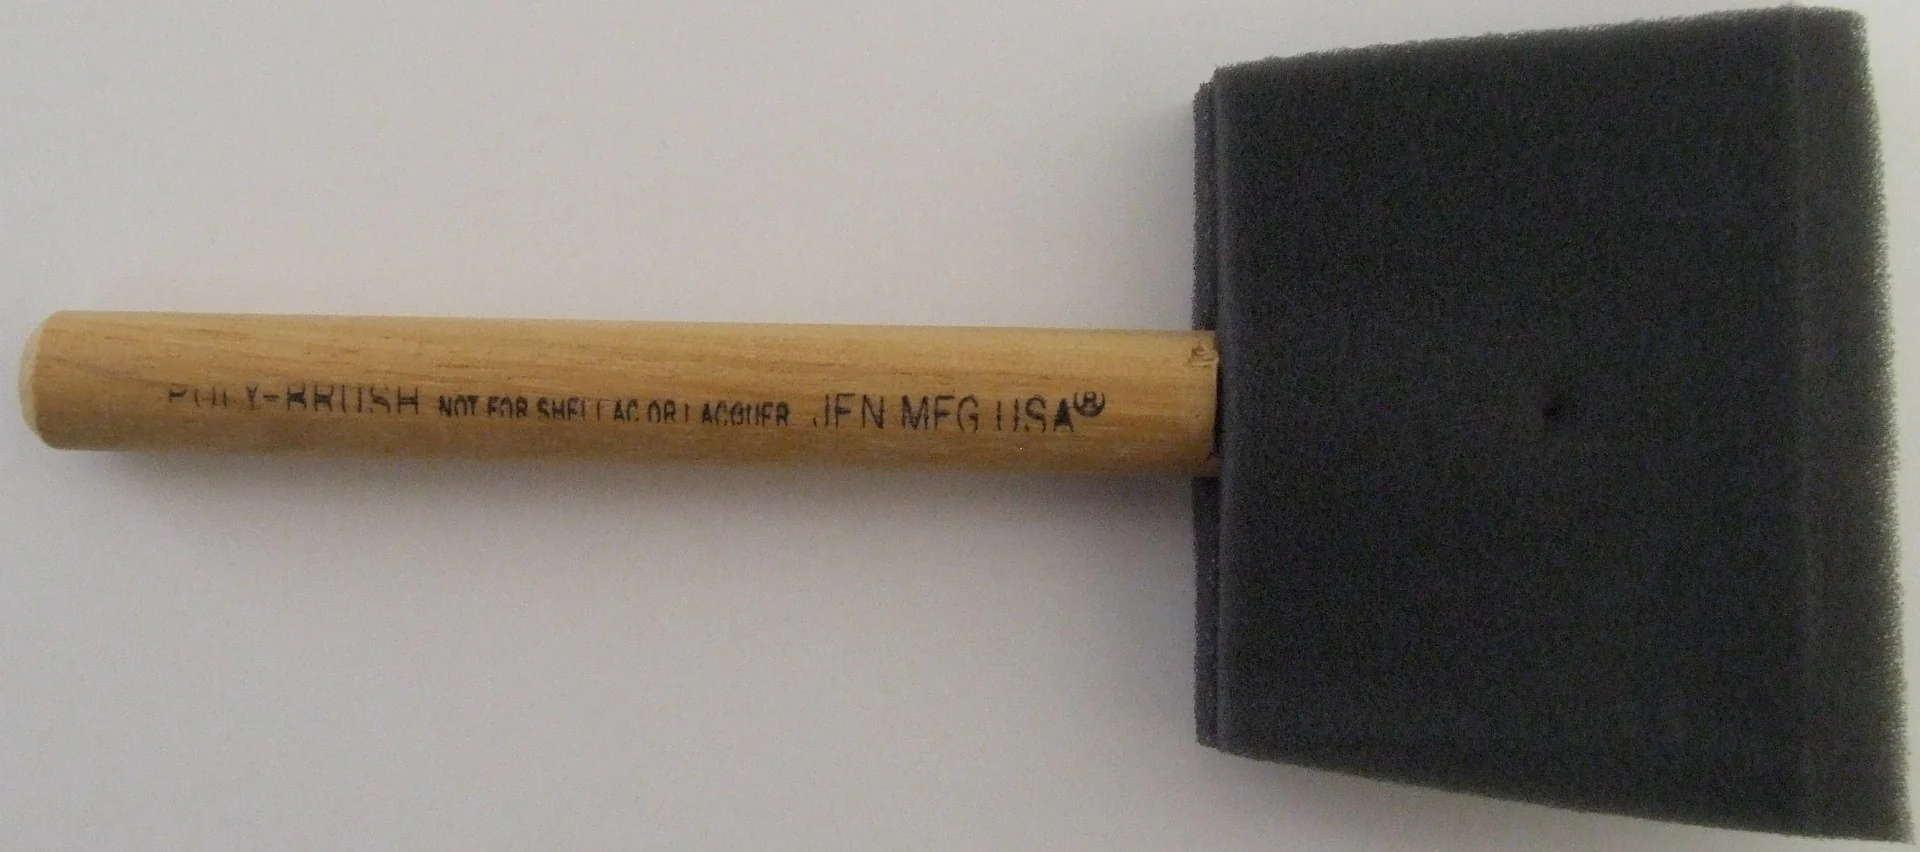 POLY-BRUSH NOT FOR SHELLAC OR LACQUER JEN MFG USA®